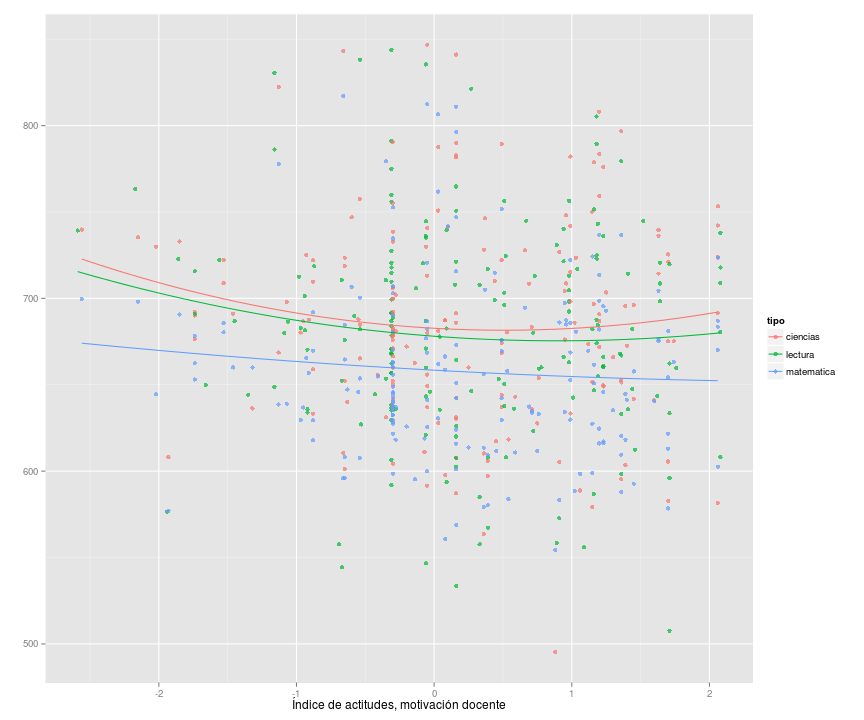 800
700
600
500
-2
-1
0
1
2
Índice de actitudes, motivación docente
tipo
ciencias
lectura
matematica